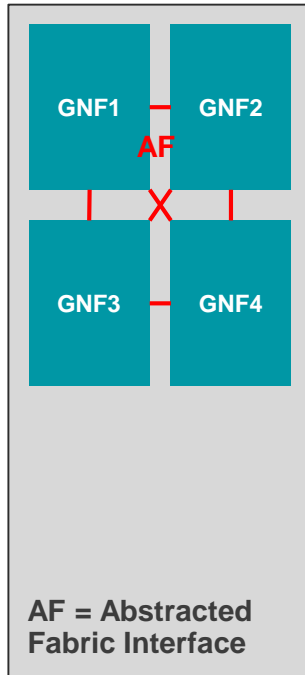 GNF1 GNF2
AF
GNF3 GNF4
AF = Abstracted
Fabric Interface